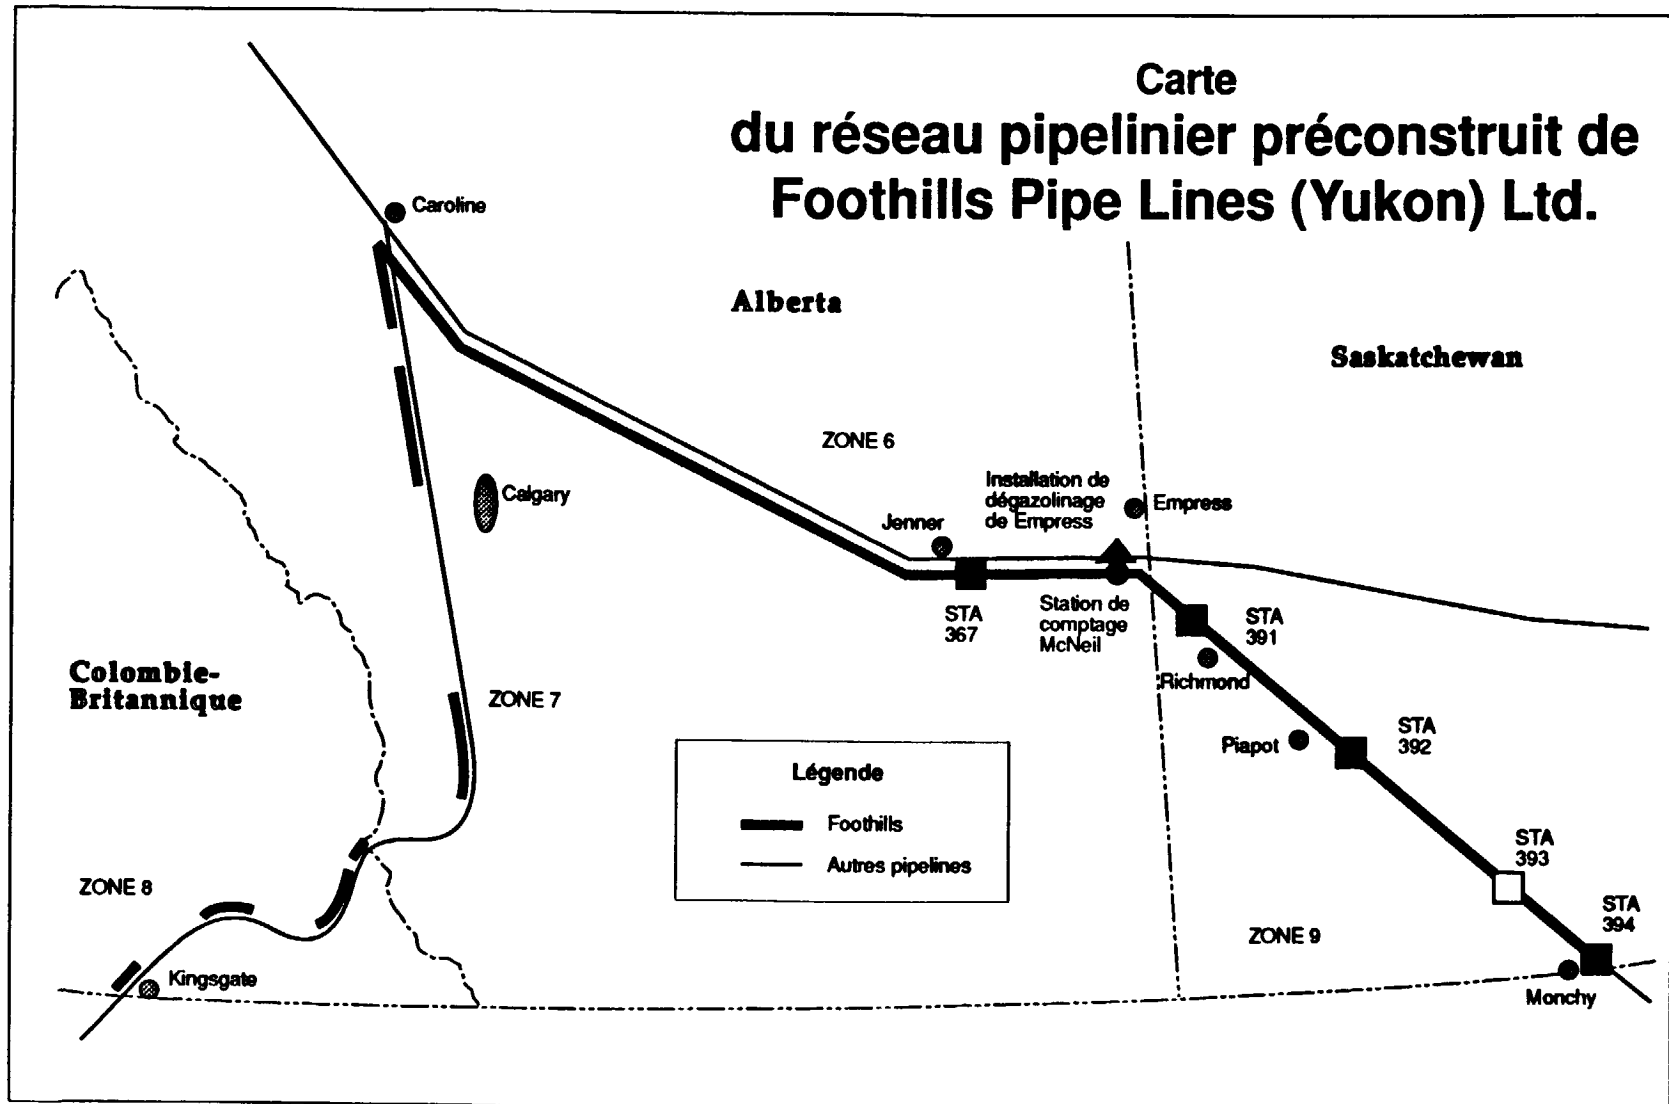 Carte
du réseau pipelinier préconstruit de
Foothills Pipe Lines (Yukon) Ltd.
Caroline
Alberta
Saskatchewan
ZONE 6
Installation de
dégazolinage
de Empress
Empress
Calgary
Jenner
STA
367
Station de
comptage
McNeil
STA
391
Richmond
Colombie-
Britannique
ZONE 7
STA
392
Piapot
Légende
Foothills
Autres pipelines
STA
393
ZONE 8
STA
394
ZONE 9
Kingsgate
Monchy